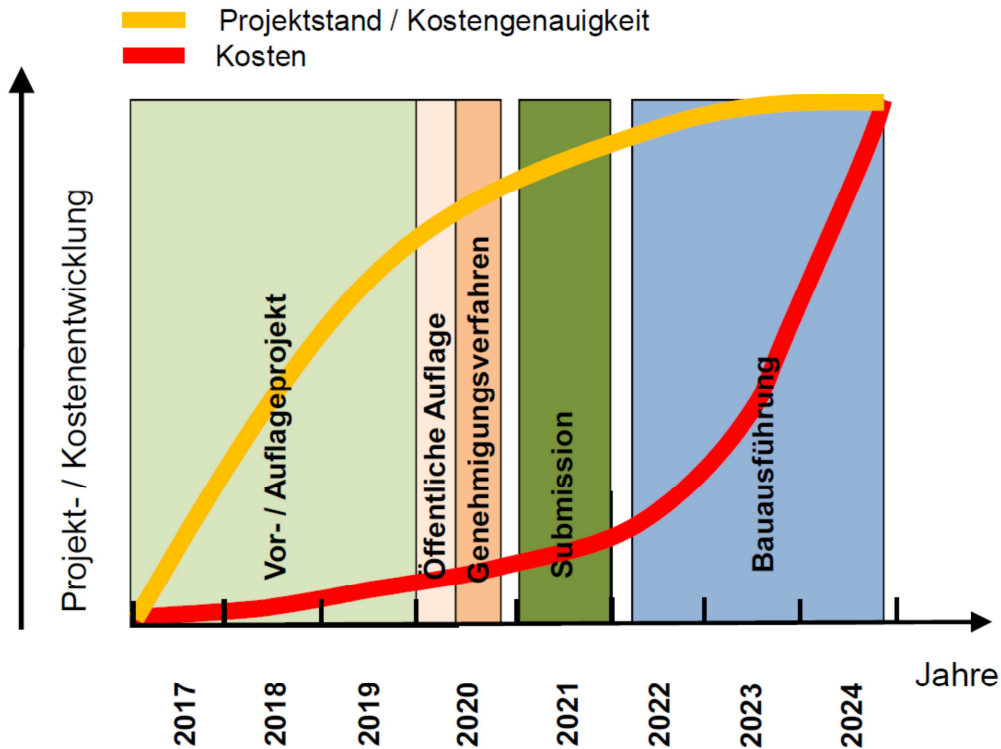 Projektstand / Kostengenauigkeit
Kosten
Projekt- / Kostenentwicklung
Vor- / Auflageprojekt
Öffentliche Auflage
Genehmigungsverfahren
Submission
Bauausführung
Jahre
2017
2018
2019
2020
2021
2022
2023
2024